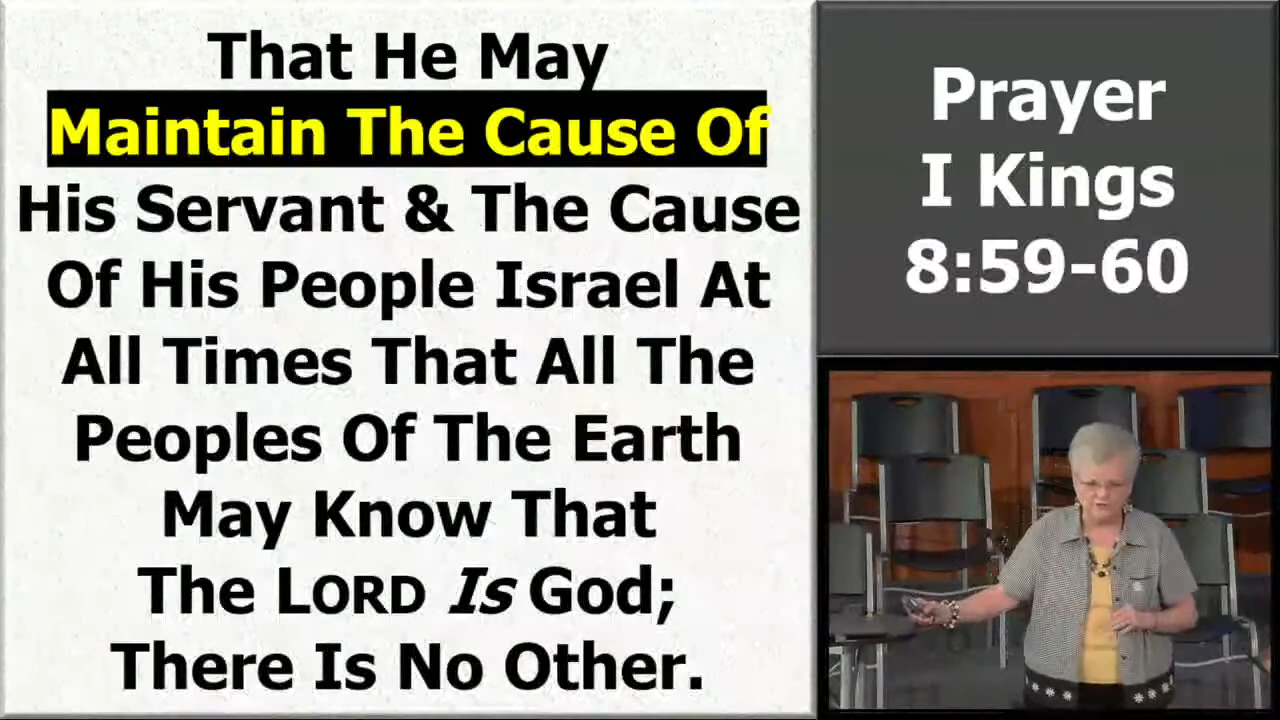 That He May
Maintain The Cause Of
His Servant & The Cause
Of His People Israel At
All Times That All The
Peoples Of The Earth
May Know That
The LORD Is God;
There Is No Other.
Prayer
I Kings
8:59-60